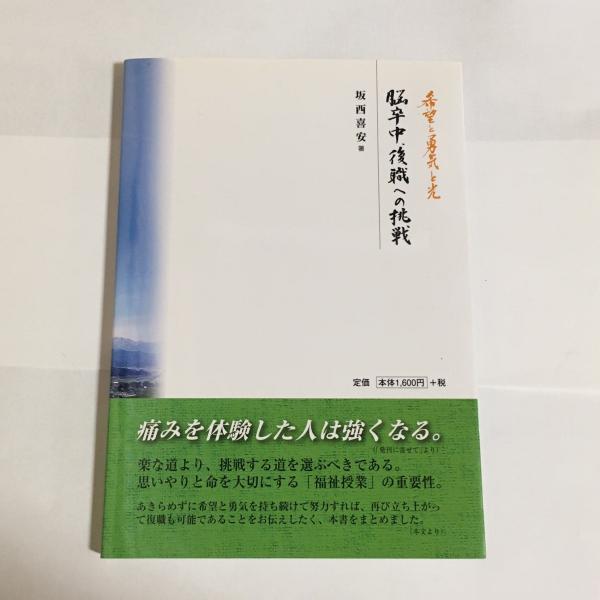 希望と勇気と光
脳卒中、後職への挑戦
坂西喜安 著
定価 本体1,600円 +税
痛みを体験した人は強くなる。
(「発刊に寄せて」より)
楽な道より、挑戦する道を選ぶべきである。
思いやりと命を大切にする「福祉授業」の重要性。
あきらめずに希望と勇気を持ち続けて努力すれば、再び立ち上がっ
て復職も可能であることをお伝えしたく、本書をまとめました。
(本文より)